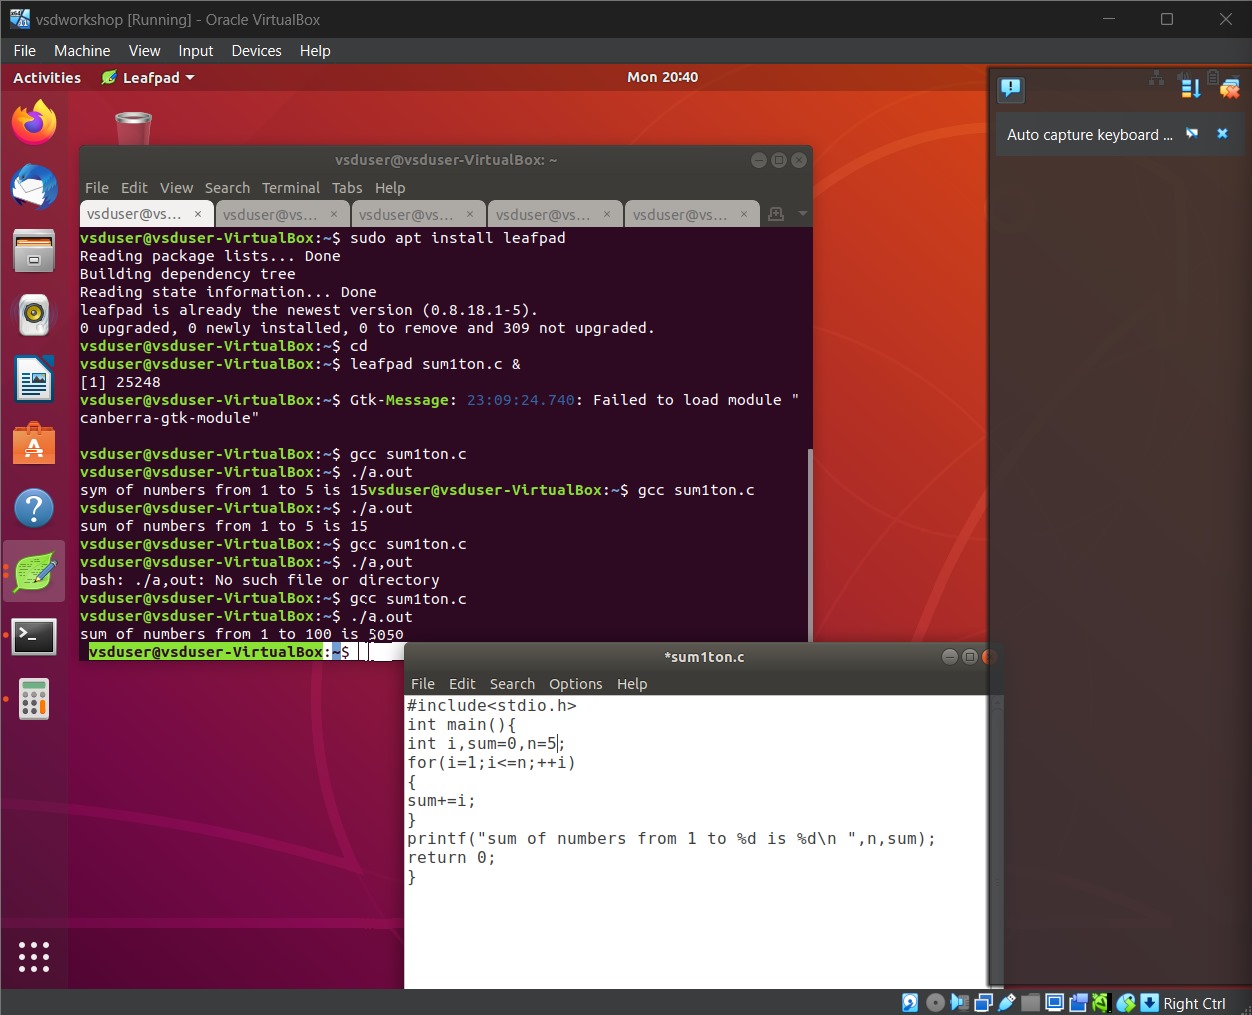 vsdworkshop [Running] - Oracle VirtualBox
File Machine View Input Devices Help
Activities Leafpad Mon 20:40
Auto capture keyboard ...
vsduser@vsduser-VirtualBox: ~
File Edit View Search Terminal Tabs Help
vsduser@vs... × vsduser@vs... × vsduser@vs... × vsduser@vs... × vsduser@vs... ×
vsduser@vsduser-VirtualBox:~$ sudo apt install leafpad
Reading package lists... Done
Building dependency tree
Reading state information... Done
leafpad is already the newest version (0.8.18.1-5).
0 upgraded, 0 newly installed, 0 to remove and 309 not upgraded.
vsduser@vsduser-VirtualBox:~$ cd
vsduser@vsduser-VirtualBox:~$ leafpad sum1ton.c &
[1] 25248
vsduser@vsduser-VirtualBox:~$ Gtk-Message: 23:09:24.740: Failed to load module "
canberra-gtk-module"
vsduser@vsduser-VirtualBox:~$ gcc sum1ton.c
vsduser@vsduser-VirtualBox:~$ ./a.out
sym of numbers from 1 to 5 is 15vsduser@vsduser-VirtualBox:~$ gcc sum1ton.c
vsduser@vsduser-VirtualBox:~$ ./a.out
sum of numbers from 1 to 5 is 15
vsduser@vsduser-VirtualBox:~$ gcc sum1ton.c
vsduser@vsduser-VirtualBox:~$ ./a,out
bash: ./a,out: No such file or directory
vsduser@vsduser-VirtualBox:~$ gcc sum1ton.c
vsduser@vsduser-VirtualBox:~$ ./a.out
sum of numbers from 1 to 100 is 5050
vsduser@vsduser-VirtualBox:~$
*sum1ton.c
File Edit Search Options Help
#include<stdio.h>
int main(){
int i,sum=0,n=5;
for(i=1;i<=n;++i)
{
sum+=i;
}
printf("sum of numbers from 1 to %d is %d\n ",n,sum);
return 0;
}
Right Ctrl